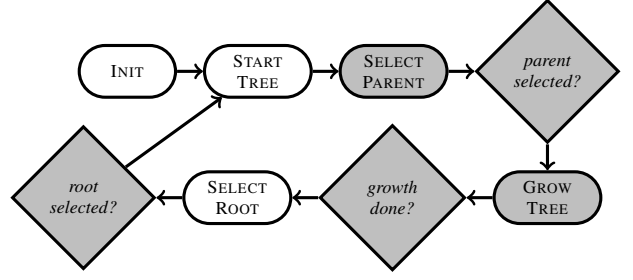 INIT
START
TREE
SELECT
PARENT
parent
selected?
root
selected?
SELECT
ROOT
growth
done?
GROW
TREE